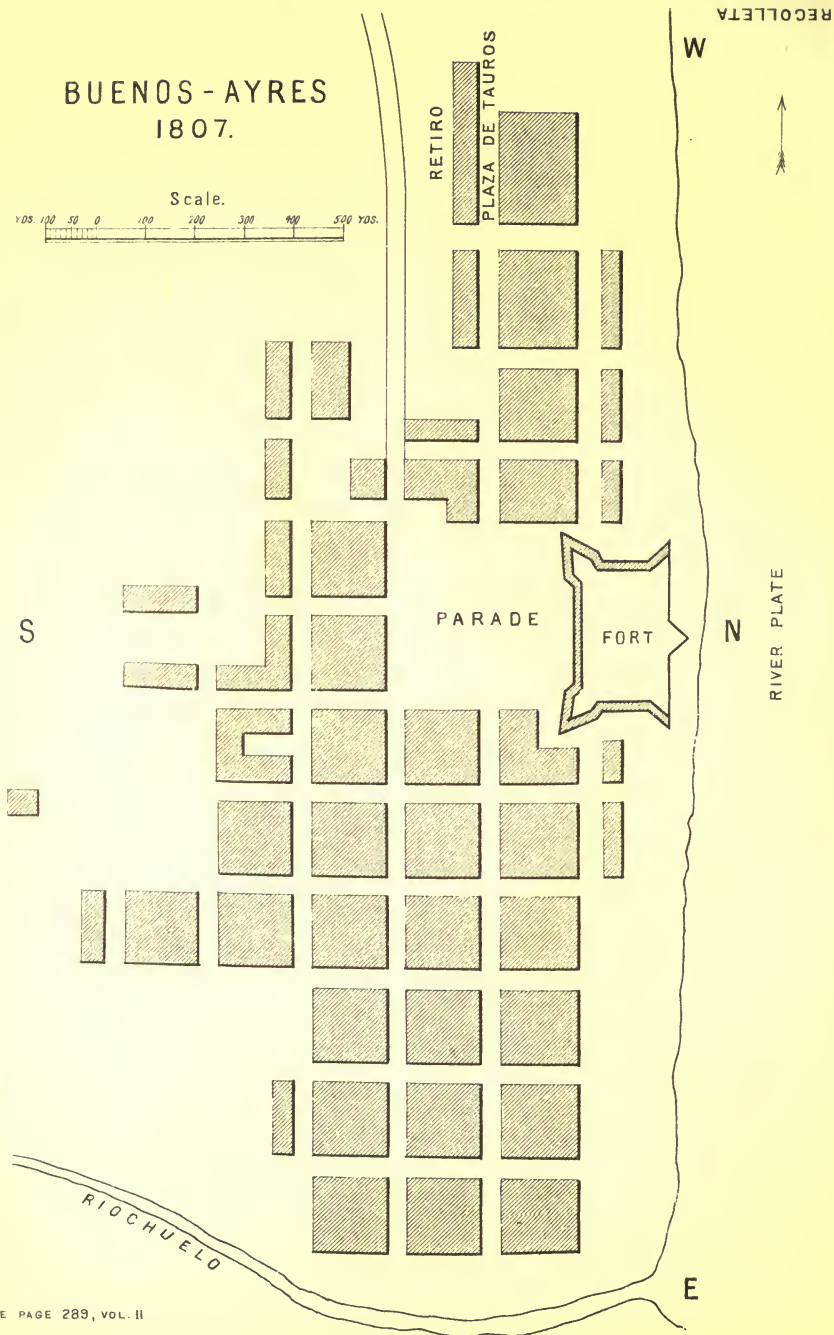 RECOLLETA
W
BUENOS-AYRES
1807.
RETIRO
PLAZA DE TAUROS
Scale.
YDS. 100 50 0 100 200 300 400 500 YDS.
S
PARADE
FORT
N
RIVER PLATE
RIOCHUELO
E
E PAGE 289, VOL. II